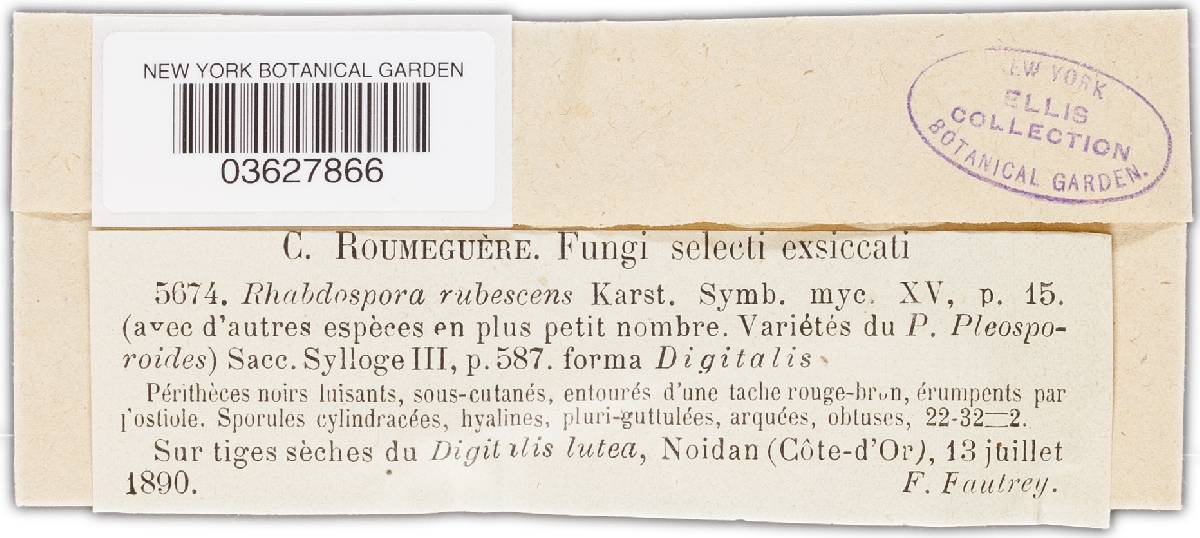 NEW YORK BOTANICAL GARDEN
03627866
NEW YORK
ELLIS
COLLECTION
BOTANICAL GARDEN.
C. ROUMEGUÈRE. Fungi selecti exsiccati
5674. Rhabdospora rubescens Karst. Symb. myc. XV, p. 15.
(avec d'autres espèces en plus petit nombre. Variétés du P. Pleospo-
roides) Sacc. Sylloge III, p. 587. forma Digitalis
Périthèces noirs luisants, sous-cutanés, entourés d'une tache rouge-brun, érumpents par
l'ostiole. Sporules cylindracées, hyalines, pluri-guttulées, arquées, obtuses, 22-32=2.
Sur tiges sèches du Digitalis lutea, Noidan (Côte-d'Or), 13 juillet
1890. F. Fautrey.